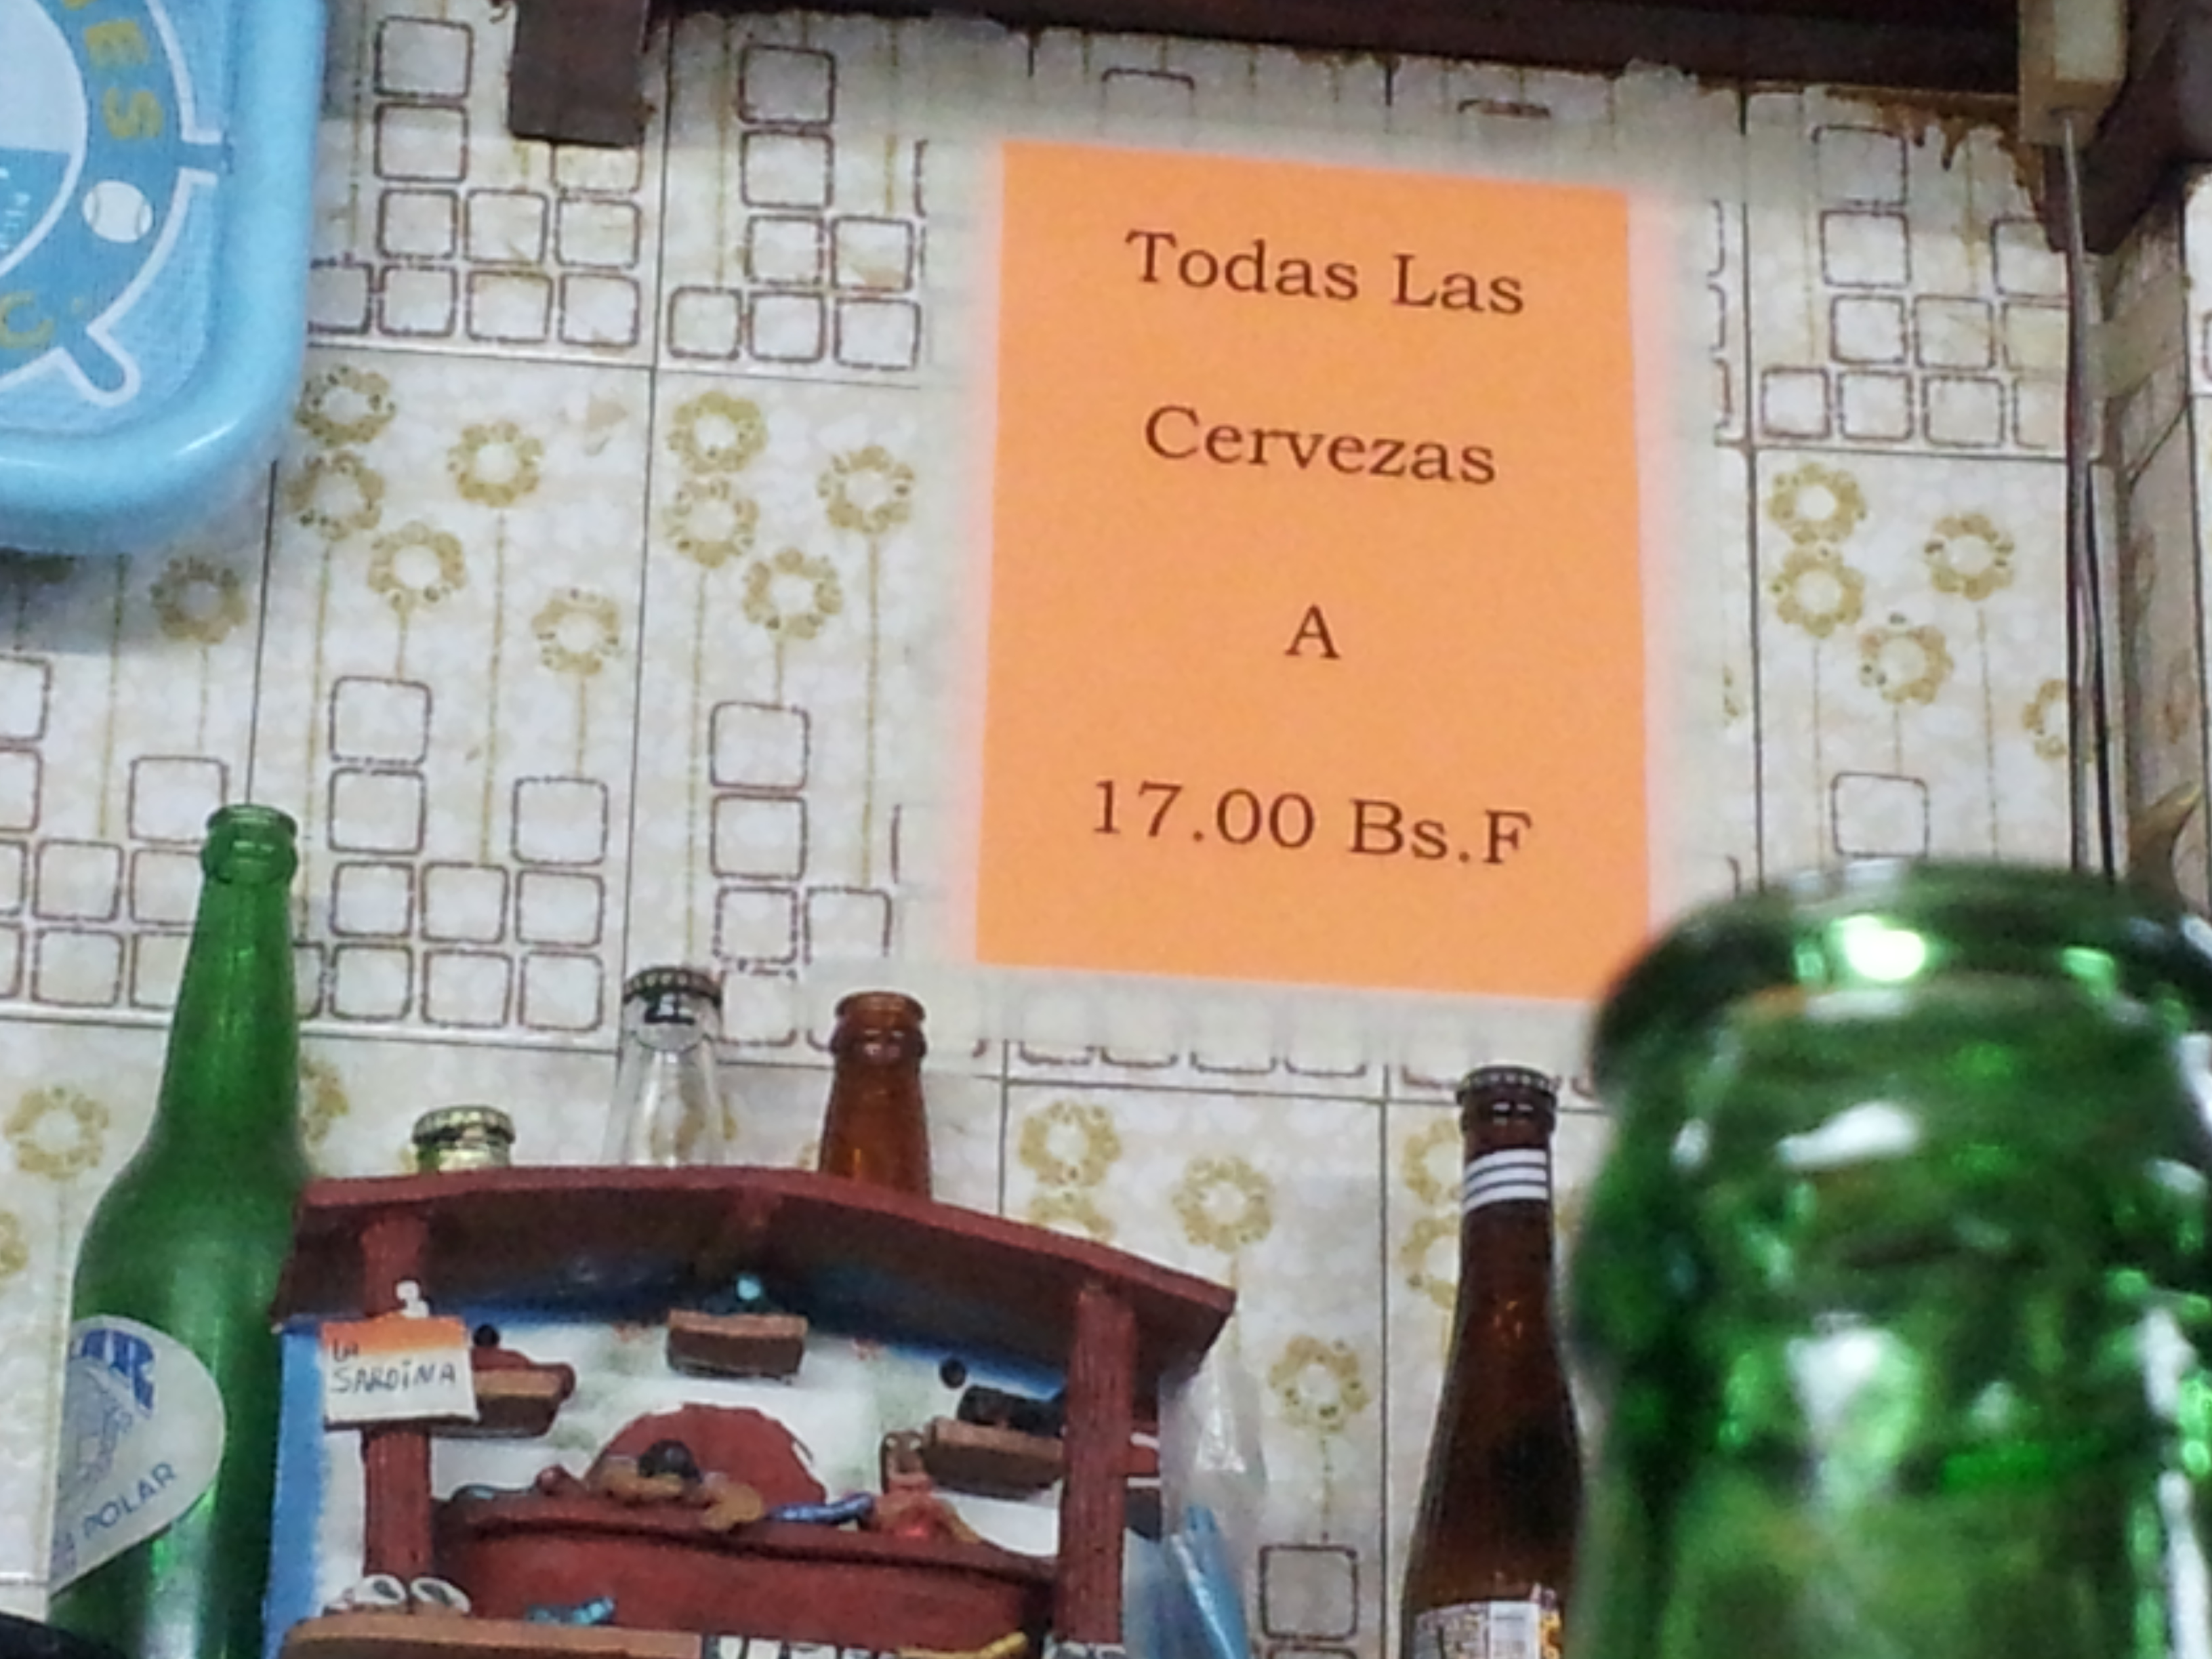 Todas Las
Cervezas
A
17.00 Bs.F
LA
SARDINA
POLAR